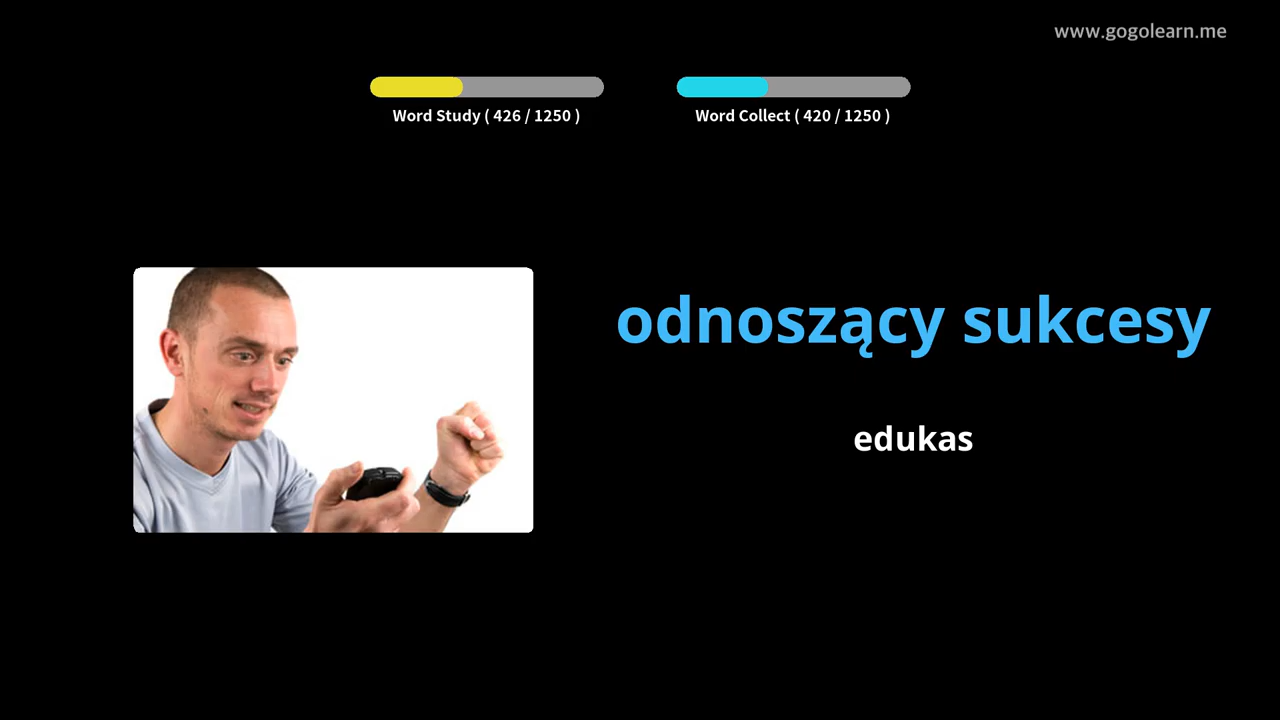 www.gogolearn.me
Word Study ( 426 / 1250 )
Word Collect ( 420 / 1250 )
odnoszący sukcesy
edukas